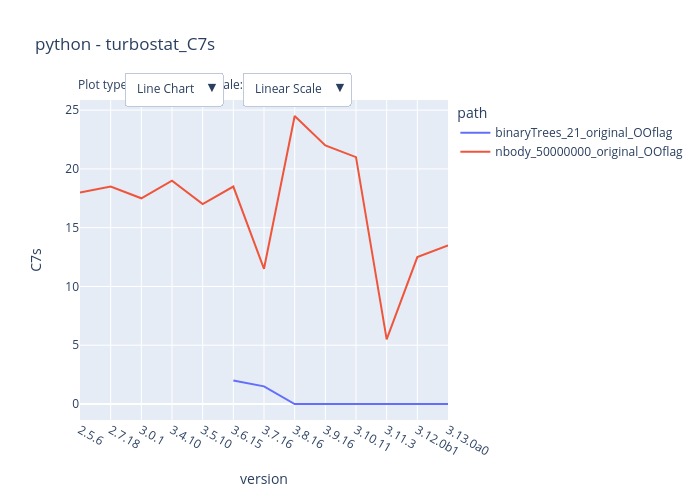 python - turbostat_C7s
Plot type
Line Chart ▼
ale:
Linear Scale ▼
25
20
15
10
5
0
C7s
2.5.6
2.7.18
3.0.1
3.4.10
3.5.10
3.6.15
3.7.16
3.8.16
3.9.16
3.10.11
3.11.3
3.12.0b1
3.13.0a0
version
path
binaryTrees_21_original_OOflag
nbody_50000000_original_OOflag